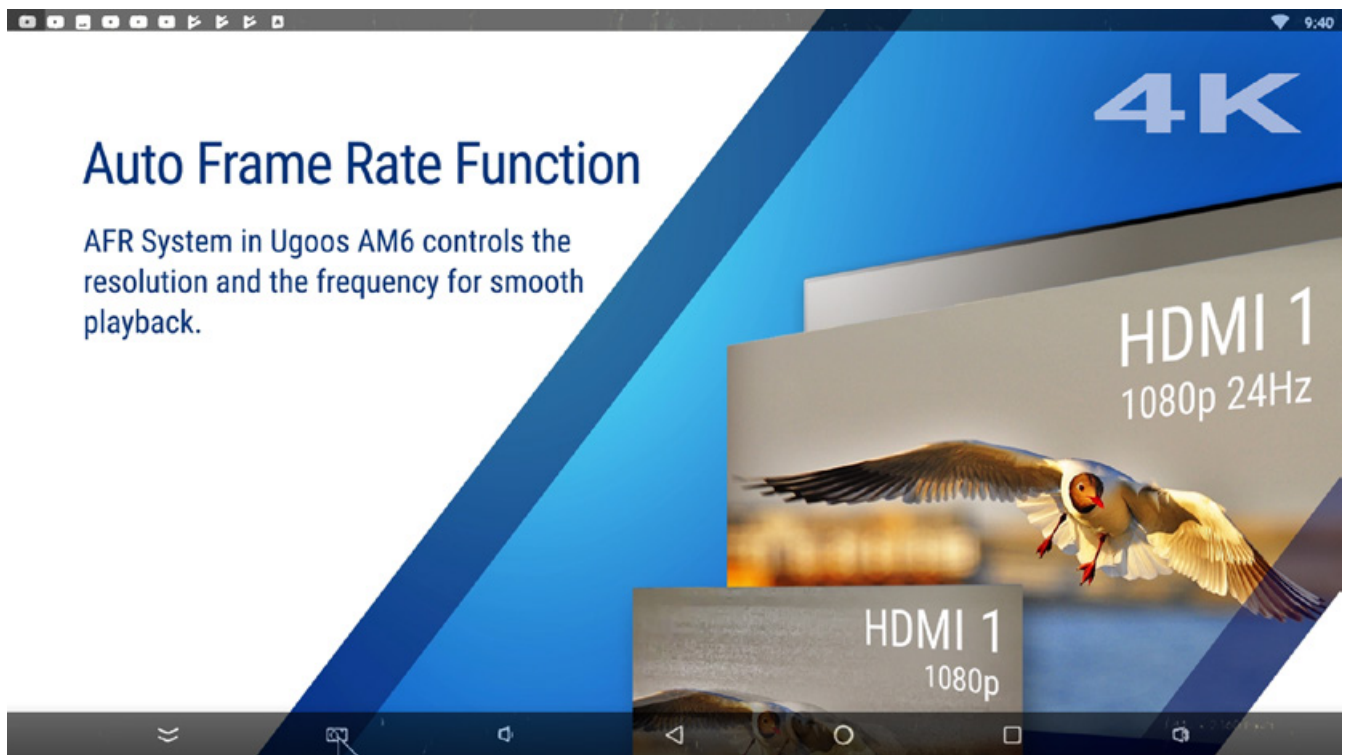 9:40
4K
Auto Frame Rate Function
AFR System in Ugoos AM6 controls the
resolution and the frequency for smooth
playback.
HDMI 1
1080p 24Hz
HDMI 1
1080p